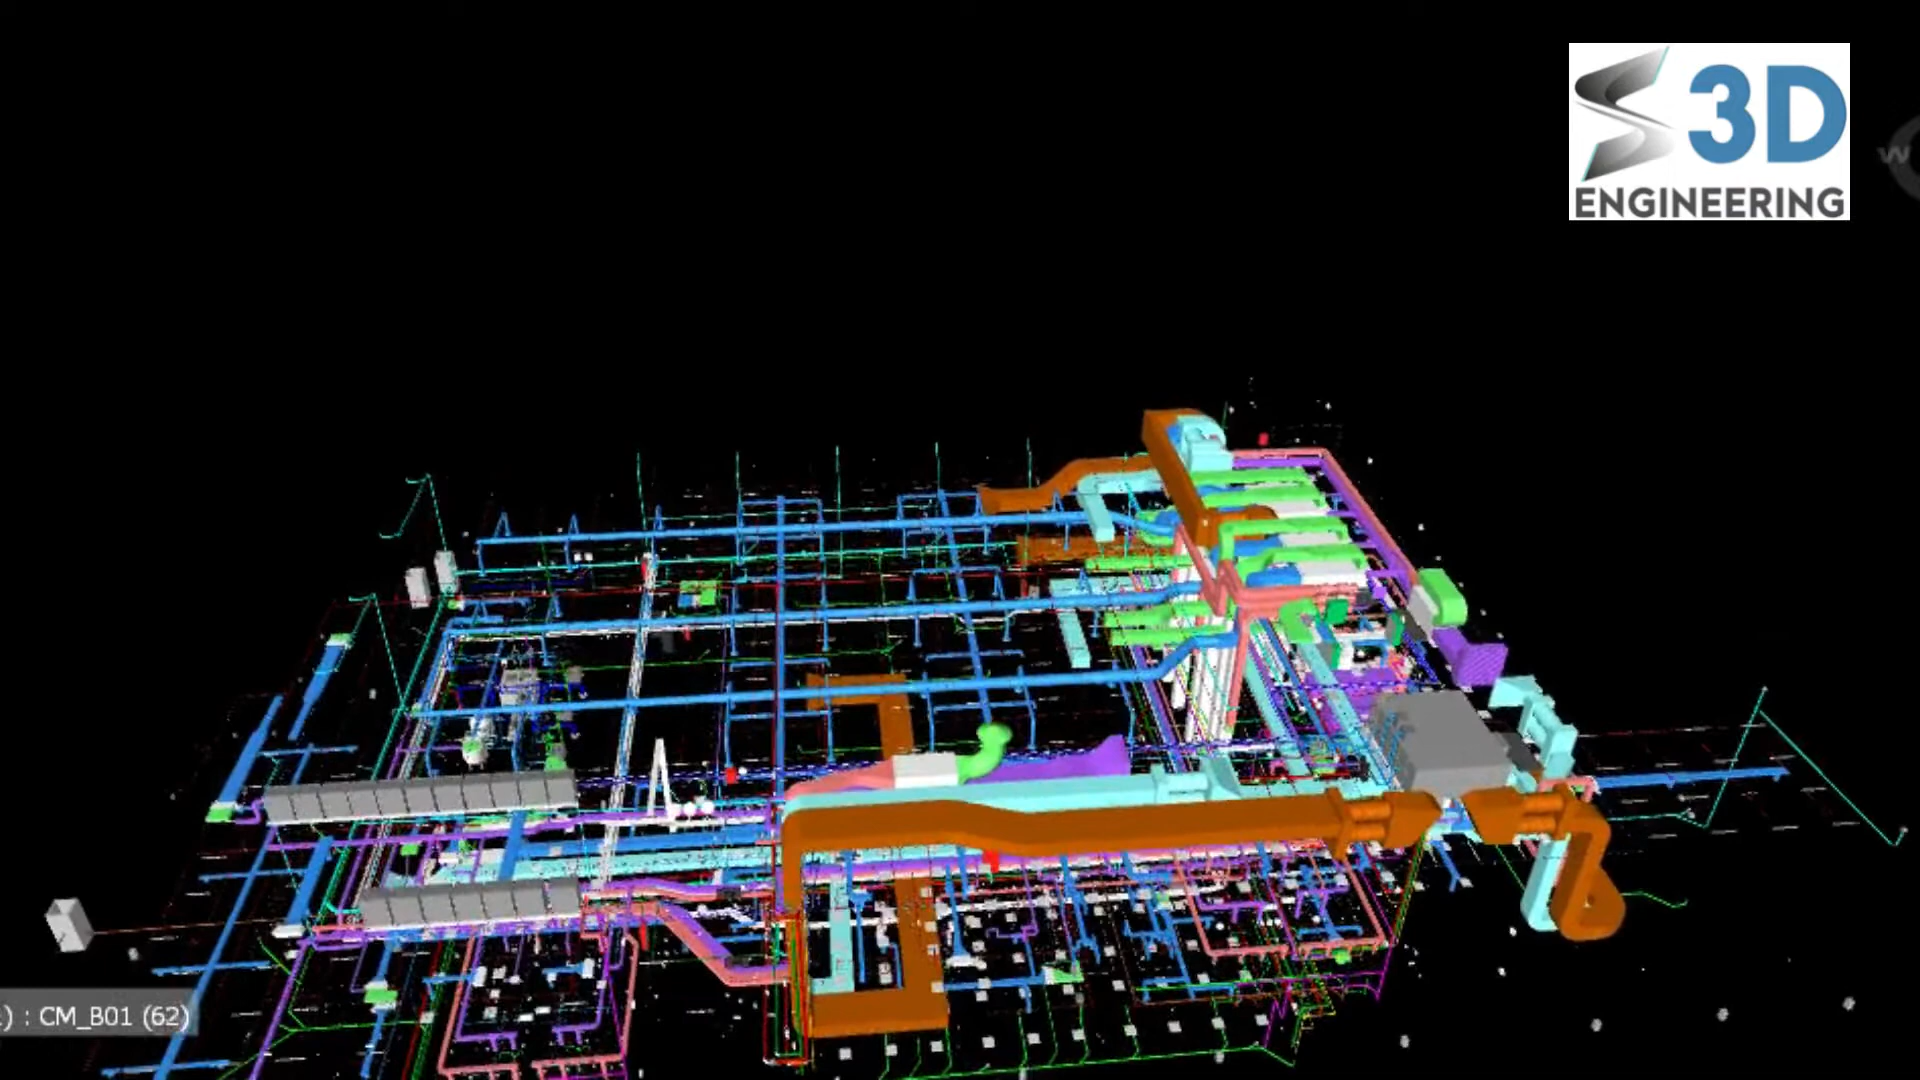 S 3D
ENGINEERING
W
) : CM_B01 (62)